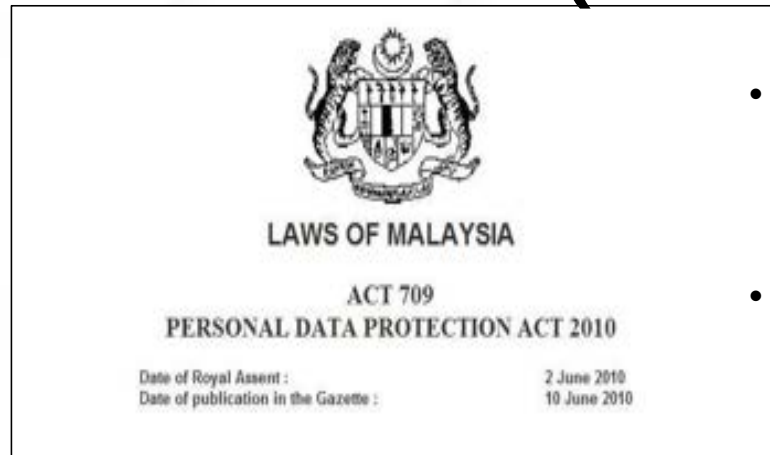 LAWS OF MALAYSIA
ACT 709
PERSONAL DATA PROTECTION ACT 2010
Date of Royal Assent : 2 June 2010
Date of publication in the Gazette : 10 June 2010